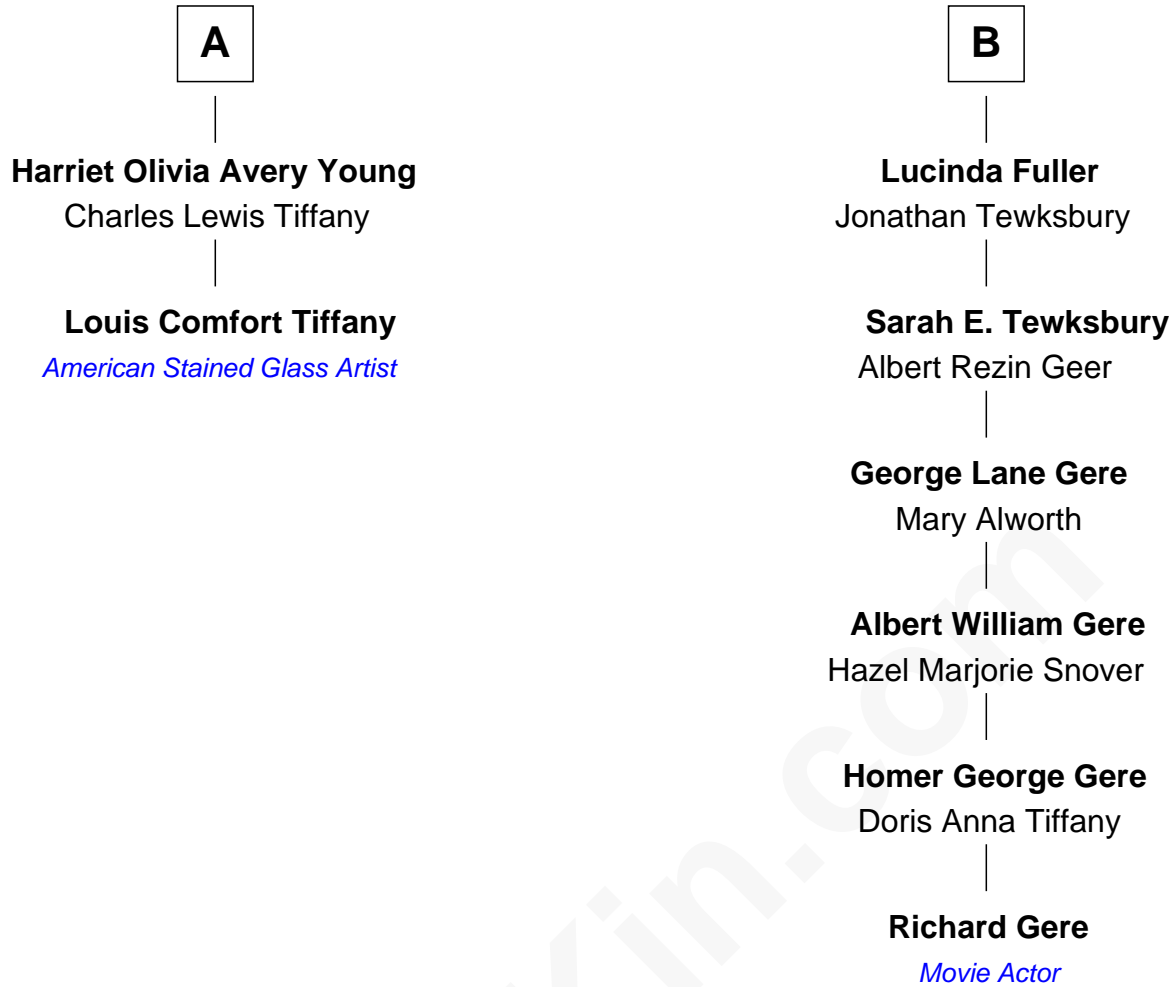 A
Harriet Olivia Avery Young
Charles Lewis Tiffany
Louis Comfort Tiffany
American Stained Glass Artist
B
Lucinda Fuller
Jonathan Tewksbury
Sarah E. Tewksbury
Albert Rezin Geer
George Lane Gere
Mary Alworth
Albert William Gere
Hazel Marjorie Snover
Homer George Gere
Doris Anna Tiffany
Richard Gere
Movie Actor
Kin.com